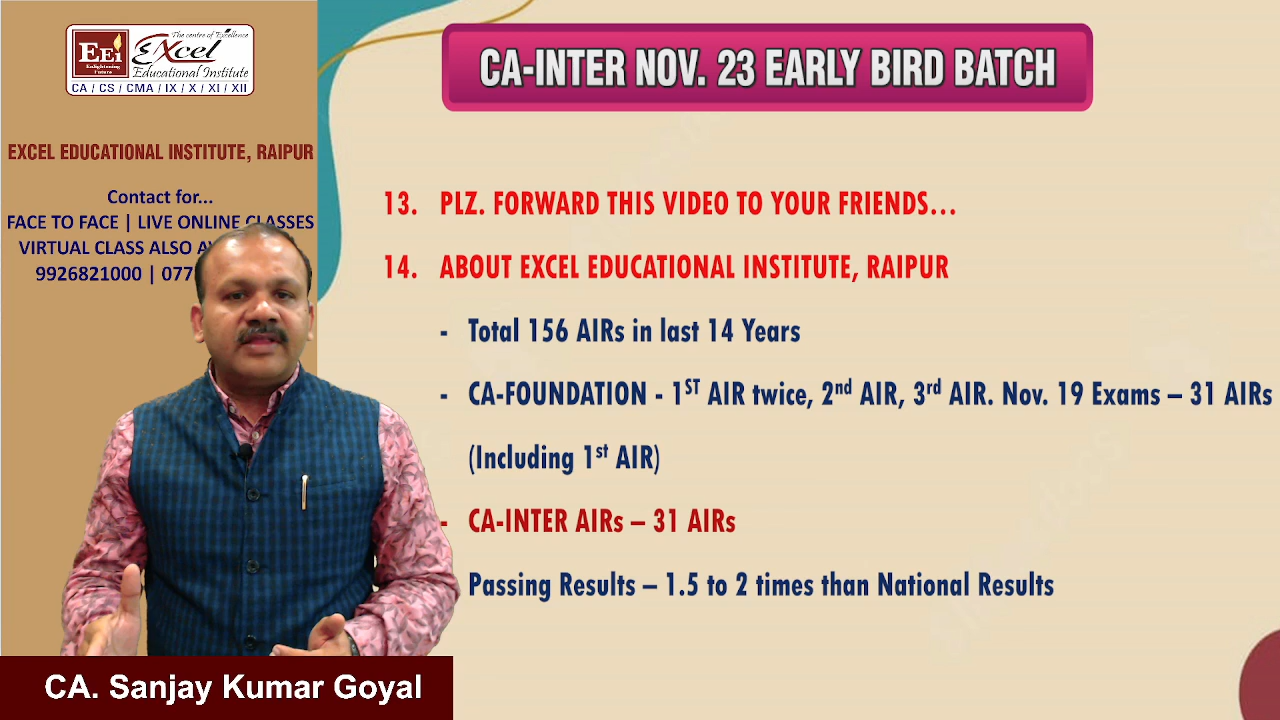 The centre of Excellence
EEi
Excel
Enlightening
Future
Educational Institute
CA / CS / CMA / IX / X / XI / XII
EXCEL EDUCATIONAL INSTITUTE, RAIPUR
Contact for...
FACE TO FACE | LIVE ONLINE CLASSES
VIRTUAL CLASS ALSO
9926821000 | 077
CA-INTER NOV. 23 EARLY BIRD BATCH
13. PLZ. FORWARD THIS VIDEO TO YOUR FRIENDS...
14. ABOUT EXCEL EDUCATIONAL INSTITUTE, RAIPUR
- Total 156 AIRs in last 14 Years
- CA-FOUNDATION - 1ST AIR twice, 2nd AIR, 3rd AIR. Nov. 19 Exams – 31 AIRs
(Including 1st AIR)
- CA-INTER AIRs – 31 AIRs
Passing Results – 1.5 to 2 times than National Results
CA. Sanjay Kumar Goyal